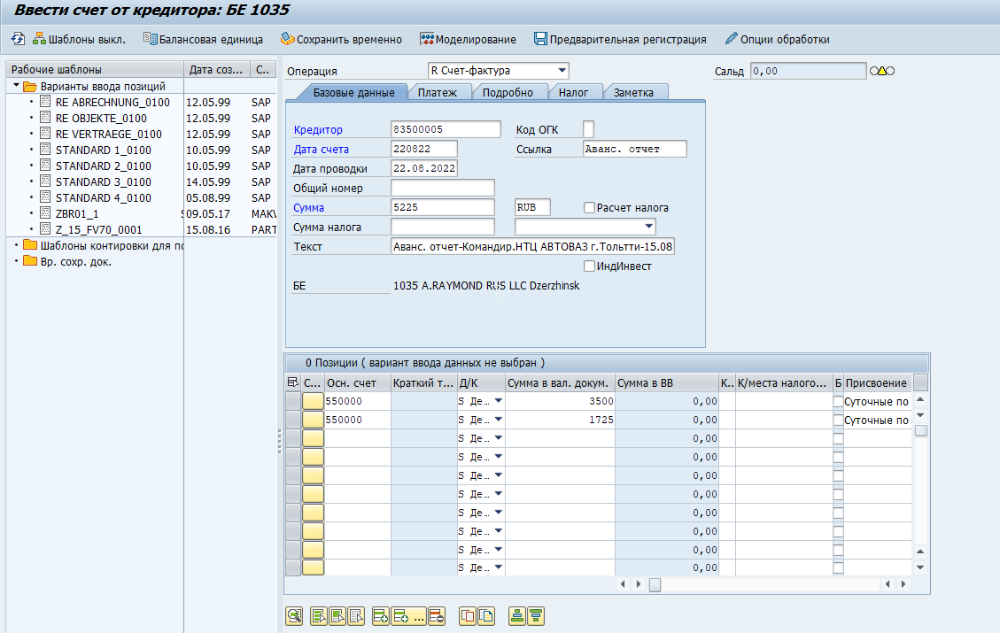 Ввести счет от кредитора: БЕ 1035
Шаблоны выкл. Балансовая единица Сохранить временно Моделирование Предварительная регистрация Опции обработки
Рабочие шаблоны Дата соз... С..
Варианты ввода позиций
RE ABRECHNUNG_0100 12.05.99 SAP
RE OBJEKTE_0100 12.05.99 SAP
RE VERTRAEGE_0100 12.05.99 SAP
STANDARD 1_0100 10.05.99 SAP
STANDARD 2_0100 10.05.99 SAP
STANDARD 3_0100 14.05.99 SAP
STANDARD 4_0100 05.08.99 SAP
ZBR01_1 09.05.17 MAKV
Z_15_FV70_0001 15.08.16 PART
Шаблоны контировки для по
Вр. сохр. док.
Операция R Счет-фактура Сальд 0,00
Базовые данные Платеж Подробно Налог Заметка
Кредитор 83500005 Код ОГК
Дата счета 220822 Ссылка Аванс. отчет
Дата проводки 22.08.2022
Общий номер
Сумма 5225 RUB Расчет налога
Сумма налога
Текст Аванс. отчет-Командир.НТЦ АВТОВАЗ г.Тольтти-15.08
ИндИнвест
БЕ 1035 A.RAYMOND RUS LLC Dzerzhinsk
0 Позиции ( вариант ввода данных не выбран )
С... Осн. счет Краткий т... Д/К Сумма в вал. докум. Сумма в ВВ К.. К/места налого... Б Присвоение
550000 S Де... 3500 0,00 Суточные по
550000 S Де... 1725 0,00 Суточные по
S Де... 0,00
S Де... 0,00
S Де... 0,00
S Де... 0,00
S Де... 0,00
S Де... 0,00
S Де... 0,00
S Де... 0,00